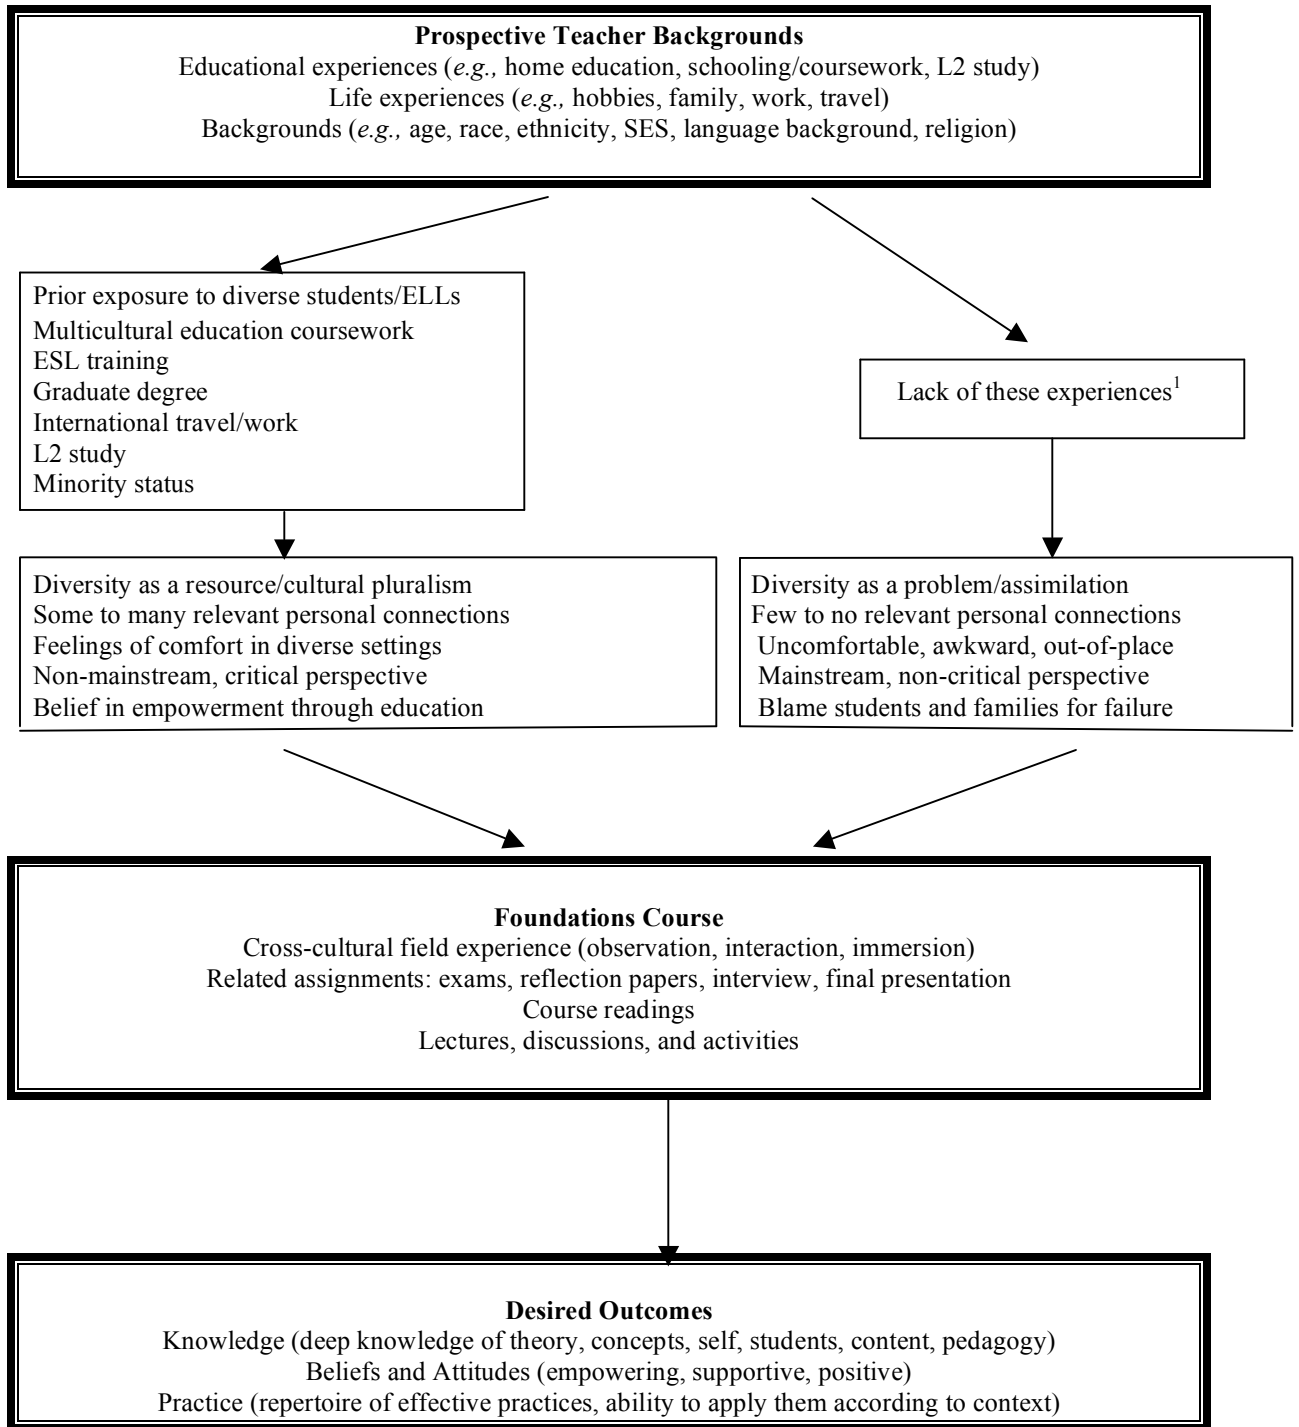 Prospective Teacher Backgrounds
Educational experiences (e.g., home education, schooling/coursework, L2 study)
Life experiences (e.g., hobbies, family, work, travel)
Backgrounds (e.g., age, race, ethnicity, SES, language background, religion)
Prior exposure to diverse students/ELLs
Multicultural education coursework
ESL training
Graduate degree
International travel/work
L2 study
Minority status
Lack of these experiences¹
Diversity as a resource/cultural pluralism
Some to many relevant personal connections
Feelings of comfort in diverse settings
Non-mainstream, critical perspective
Belief in empowerment through education
Diversity as a problem/assimilation
Few to no relevant personal connections
Uncomfortable, awkward, out-of-place
Mainstream, non-critical perspective
Blame students and families for failure
Foundations Course
Cross-cultural field experience (observation, interaction, immersion)
Related assignments: exams, reflection papers, interview, final presentation
Course readings
Lectures, discussions, and activities
Desired Outcomes
Knowledge (deep knowledge of theory, concepts, self, students, content, pedagogy)
Beliefs and Attitudes (empowering, supportive, positive)
Practice (repertoire of effective practices, ability to apply them according to context)